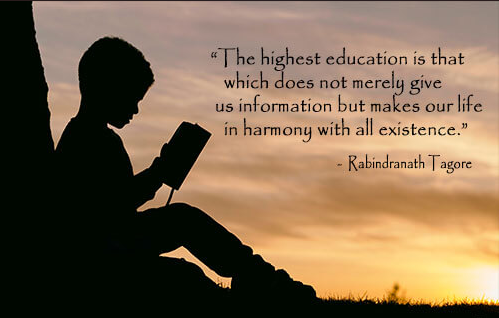 “The highest education is that
which does not merely give
us information but makes our life
in harmony with all existence.”
- Rabindranath Tagore